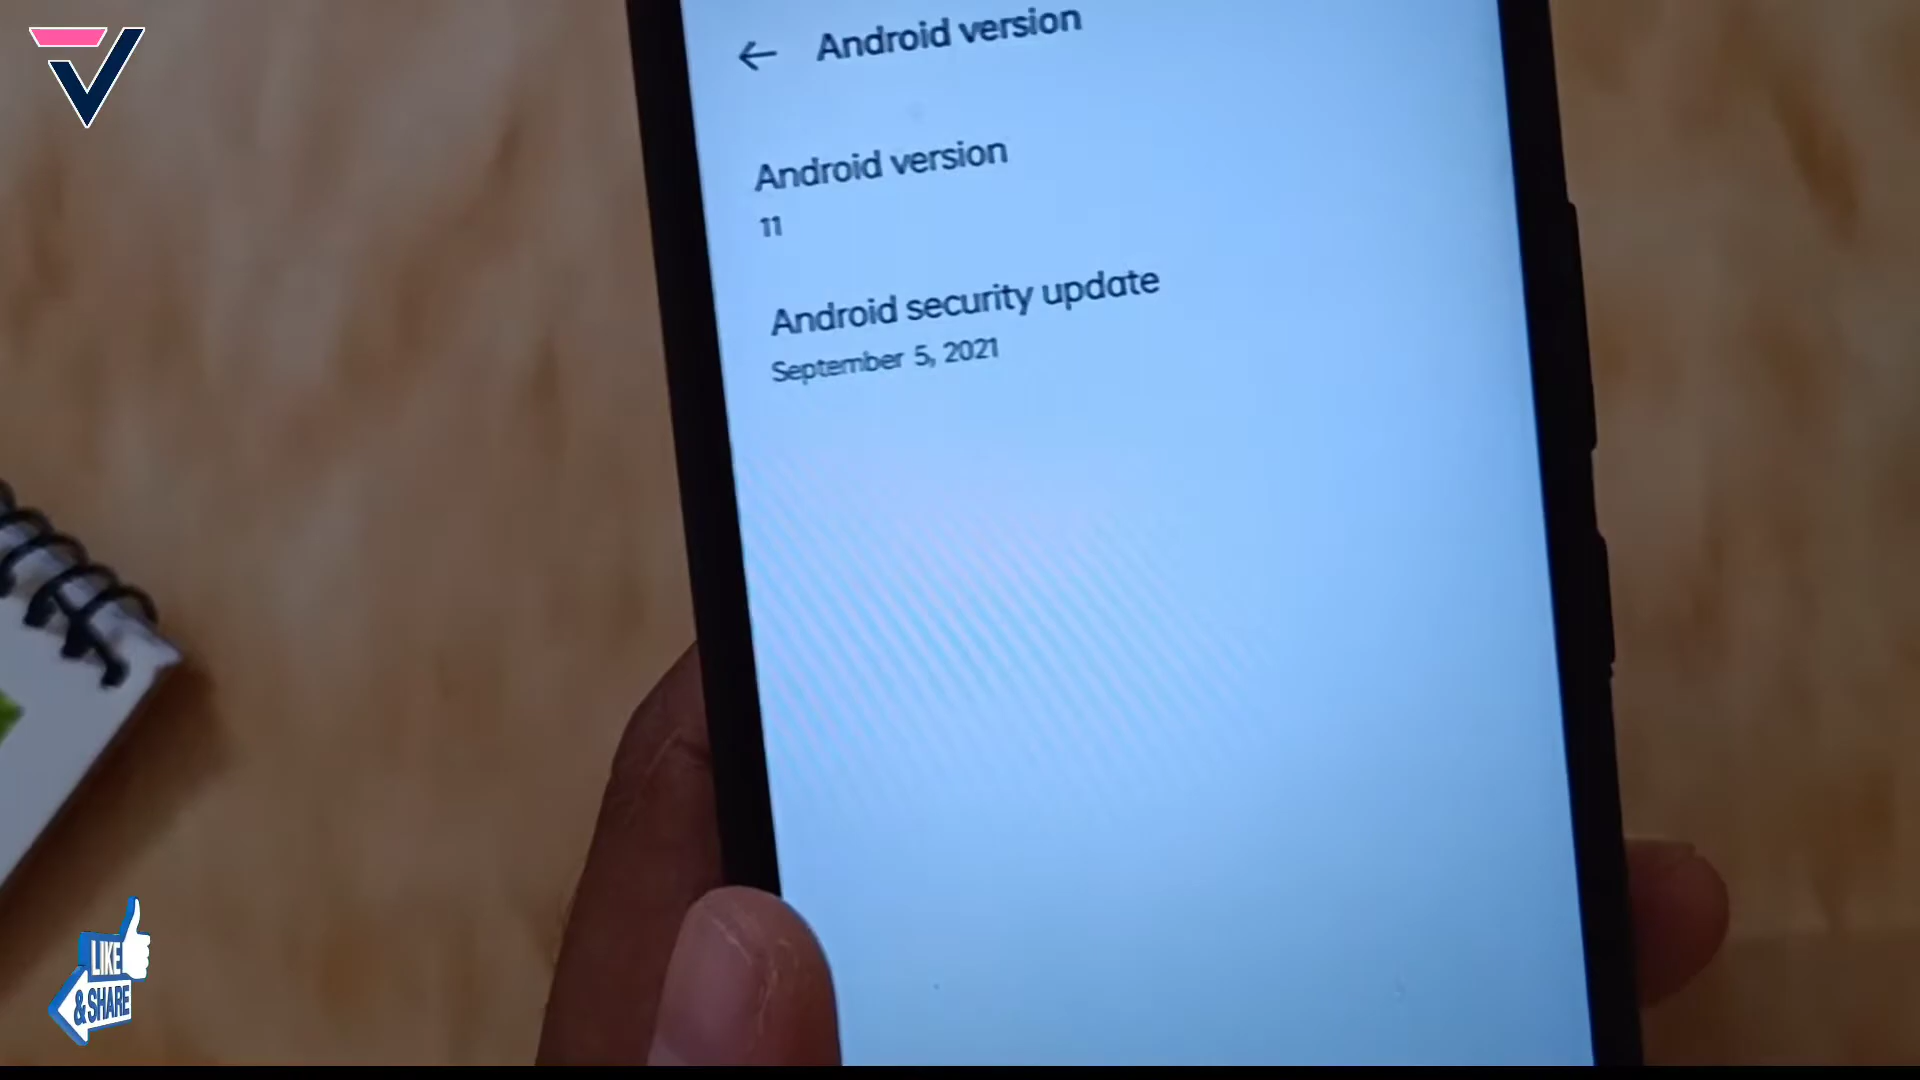 Android version
Android version
11
Android security update
September 5, 2021
LIKE
& SHARE